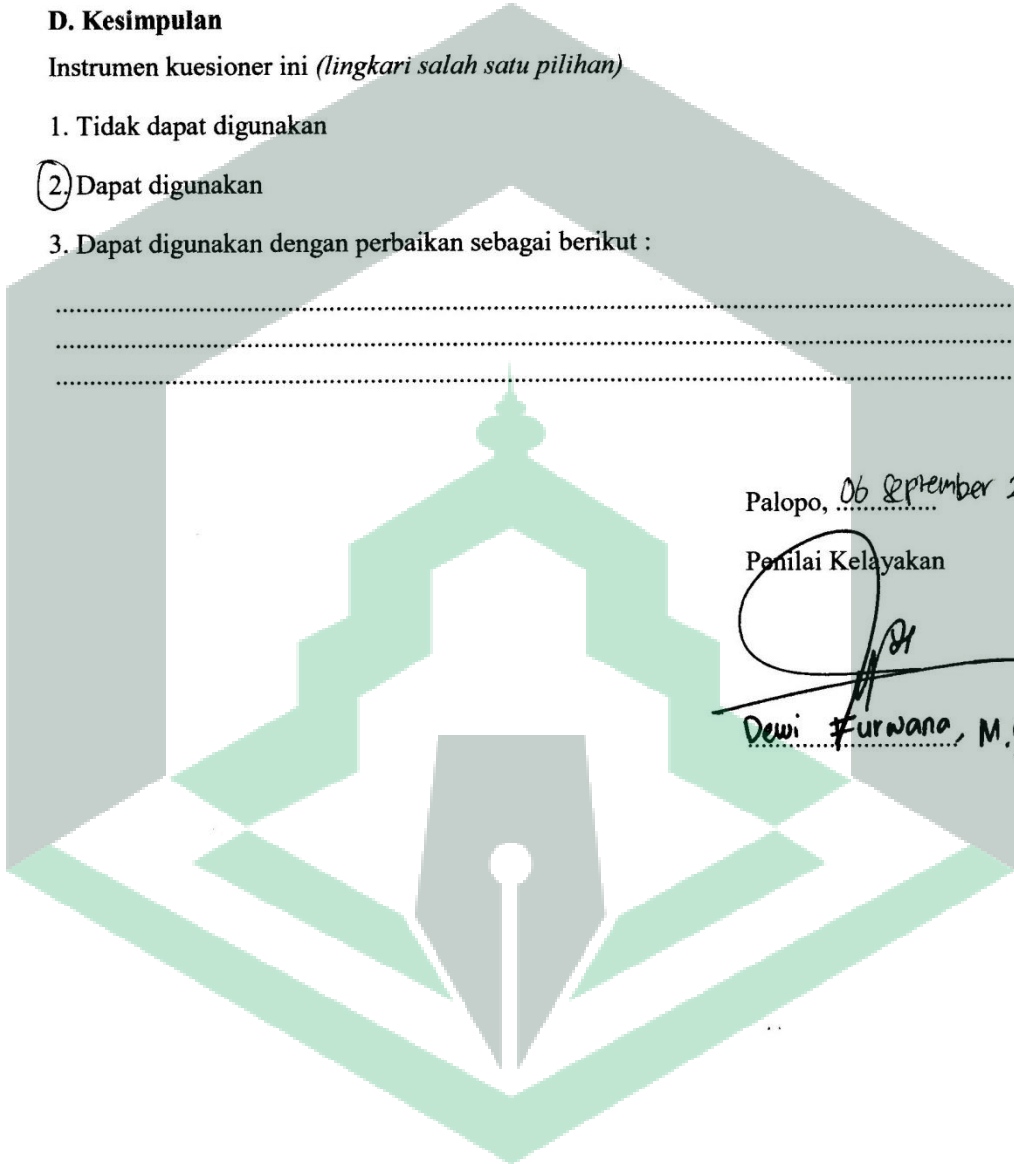 D. Kesimpulan
Instrumen kuesioner ini (lingkari salah satu pilihan)
1. Tidak dapat digunakan
2. Dapat digunakan
3. Dapat digunakan dengan perbaikan sebagai berikut :
Palopo, 06 September
Penilai Kelayakan
Dewi Furwana, M.